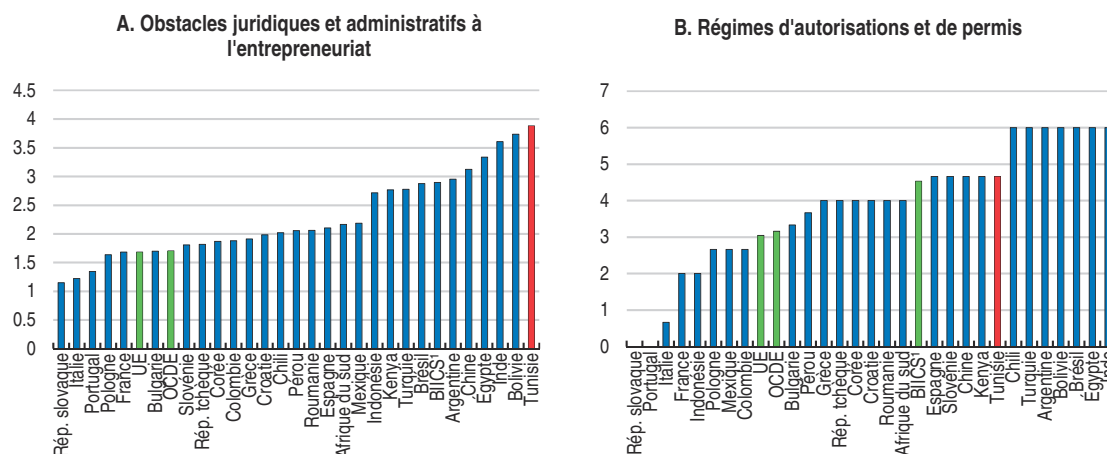 A. Obstacles juridiques et administratifs à
l'entrepreneuriat
4.5
4
3.5
3
2.5
2
1.5
1
0.5
0
Rép. slovaque
Italie
Portugal
Pologne
France
UE
Bulgarie
OCDE
Slovénie
Rép. tchèque
Corée
Colombie
Grèce
Croatie
Chili
Pérou
Roumanie
Espagne
Afrique du sud
Mexique
Indonésie
Kenya
Turquie
Brésil
BIICS¹
Argentine
Chine
Égypte
Inde
Bolivie
Tunisie
B. Régimes d'autorisations et de permis
7
6
5
4
3
2
1
0
Rép. slovaque
Portugal
Italie
France
Indonésie
Pologne
Mexique
Colombie
UE
OCDE
Bulgarie
Pérou
Grèce
Rép. tchèque
Corée
Croatie
Roumanie
Afrique du sud
BIICS¹
Espagne
Slovénie
Chine
Kenya
Tunisie
Chili
Turquie
Argentine
Bolivie
Brésil
Égypte